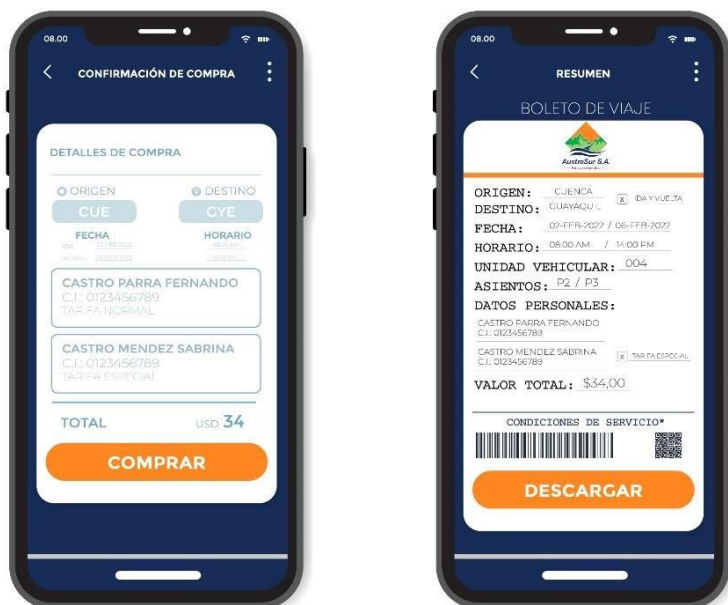 08.00
CONFIRMACIÓN DE COMPRA
DETALLES DE COMPRA
ORIGEN DESTINO
CUE GYE
FECHA HORARIO
IDA
CASTRO PARRA FERNANDO
C.I.: 0123456789
TARIFA NORMAL
CASTRO MENDEZ SABRINA
C.I.: 0123456789
TARIFA ESPECIAL
TOTAL USD 34
COMPRAR
08.00
RESUMEN
BOLETO DE VIAJE
AustroSur S.A.
ORIGEN: CUENCA
X IDA Y VUELTA
DESTINO: GUAYAQUIL
FECHA: 02-FEB-2022 / 06-FEB-2022
HORARIO: 08:00 AM / 14:00 PM
UNIDAD VEHICULAR: 004
ASIENTOS: P2 / P3
DATOS PERSONALES:
CASTRO PARRA FERNANDO
C.I.: 0123456789
CASTRO MENDEZ SABRINA
C.I.: 0123456789
X TARIFA ESPECIAL
VALOR TOTAL: $34,00
CONDICIONES DE SERVICIO*
DESCARGAR